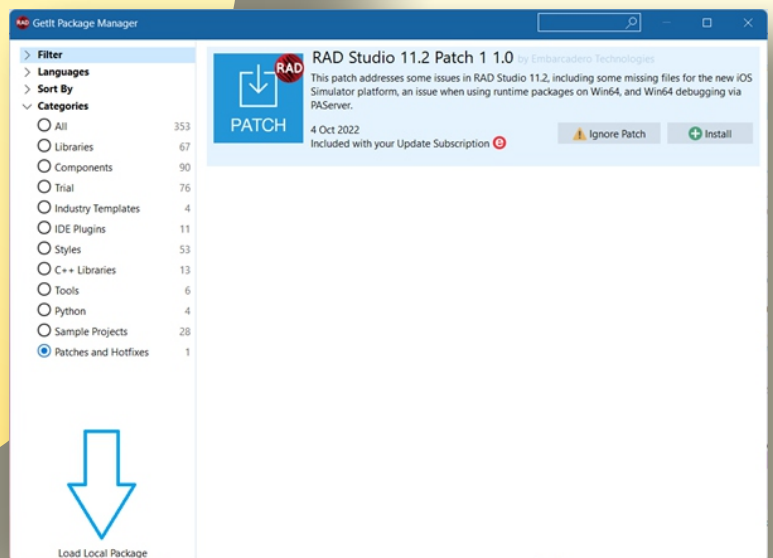 RAD GetIt Package Manager
Filter
Languages
Sort By
Categories
All 353
Libraries 67
Components 90
Trial 76
Industry Templates 4
IDE Plugins 11
Styles 53
C++ Libraries 13
Tools 6
Python 4
Sample Projects 28
Patches and Hotfixes 1
Load Local Package
RAD
PATCH
RAD Studio 11.2 Patch 1 1.0 by Embarcadero Technologies
This patch addresses some issues in RAD Studio 11.2, including some missing files for the new iOS
Simulator platform, an issue when using runtime packages on Win64, and Win64 debugging via
PAServer.
4 Oct 2022
Included with your Update Subscription e
Ignore Patch
Install